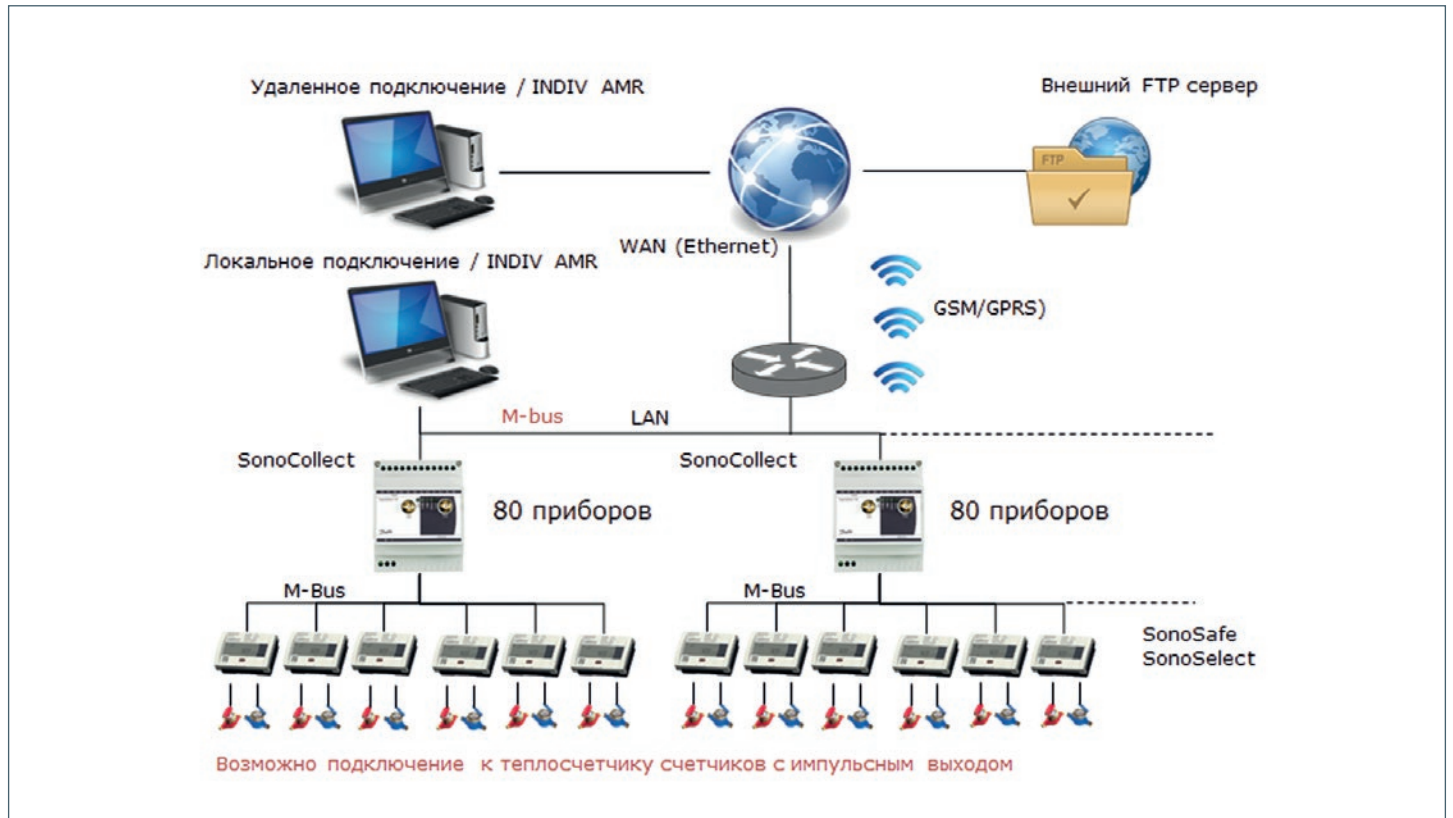 Удаленное подключение / INDIV AMR
Внешний FTP сервер
FTP
WAN (Ethernet)
Локальное подключение / INDIV AMR
GSM/GPRS)
M-bus
LAN
SonoCollect
SonoCollect
80 приборов
80 приборов
M-Bus
M-Bus
SonoSafe
SonoSelect
Возможно подключение к теплосчетчику счетчиков с импульсным выходом